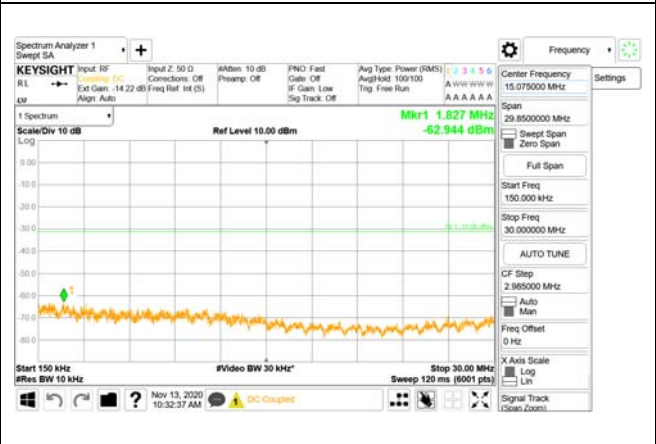 Spectrum Analyzer 1
Swept SA
+
Frequency
KEYSIGHT
RL
Input: RF
Coupling: DC
Ext Gain: -14.22 dB
Align: Auto
Input Z: 50 Ω
Corrections: Off
Freq Ref: Int (S)
#Atten: 10 dB
Preamp: Off
PNO: Fast
Gate: Off
IF Gain: Low
Sig Track: Off
Avg Type: Power (RMS)
Avg|Hold: 100/100
Trig: Free Run
1 2 3 4 5 6
A W W W W W
A A A A A A
Center Frequency
15.075000 MHz
Settings
1 Spectrum
Scale/Div 10 dB
Log
Ref Level 10.00 dBm
Mkr1 1.827 MHz
-62.944 dBm
Span
29.8500000 MHz
Swept Span
Zero Span
Full Span
Start Freq
150.000 kHz
Stop Freq
30.000000 MHz
AUTO TUNE
CF Step
2.985000 MHz
Auto
Man
Freq Offset
0 Hz
X Axis Scale
Log
Lin
Signal Track
(Span Zoom)
0.00
-10.0
-20.0
-30.0
-40.0
-50.0
-60.0
-70.0
-80.0
1
Start 150 kHz
#Res BW 10 kHz
#Video BW 30 kHz*
Stop 30.00 MHz
Sweep 120 ms (6001 pts)
?
Nov 13, 2020
10:32:37 AM
1
DC Coupled